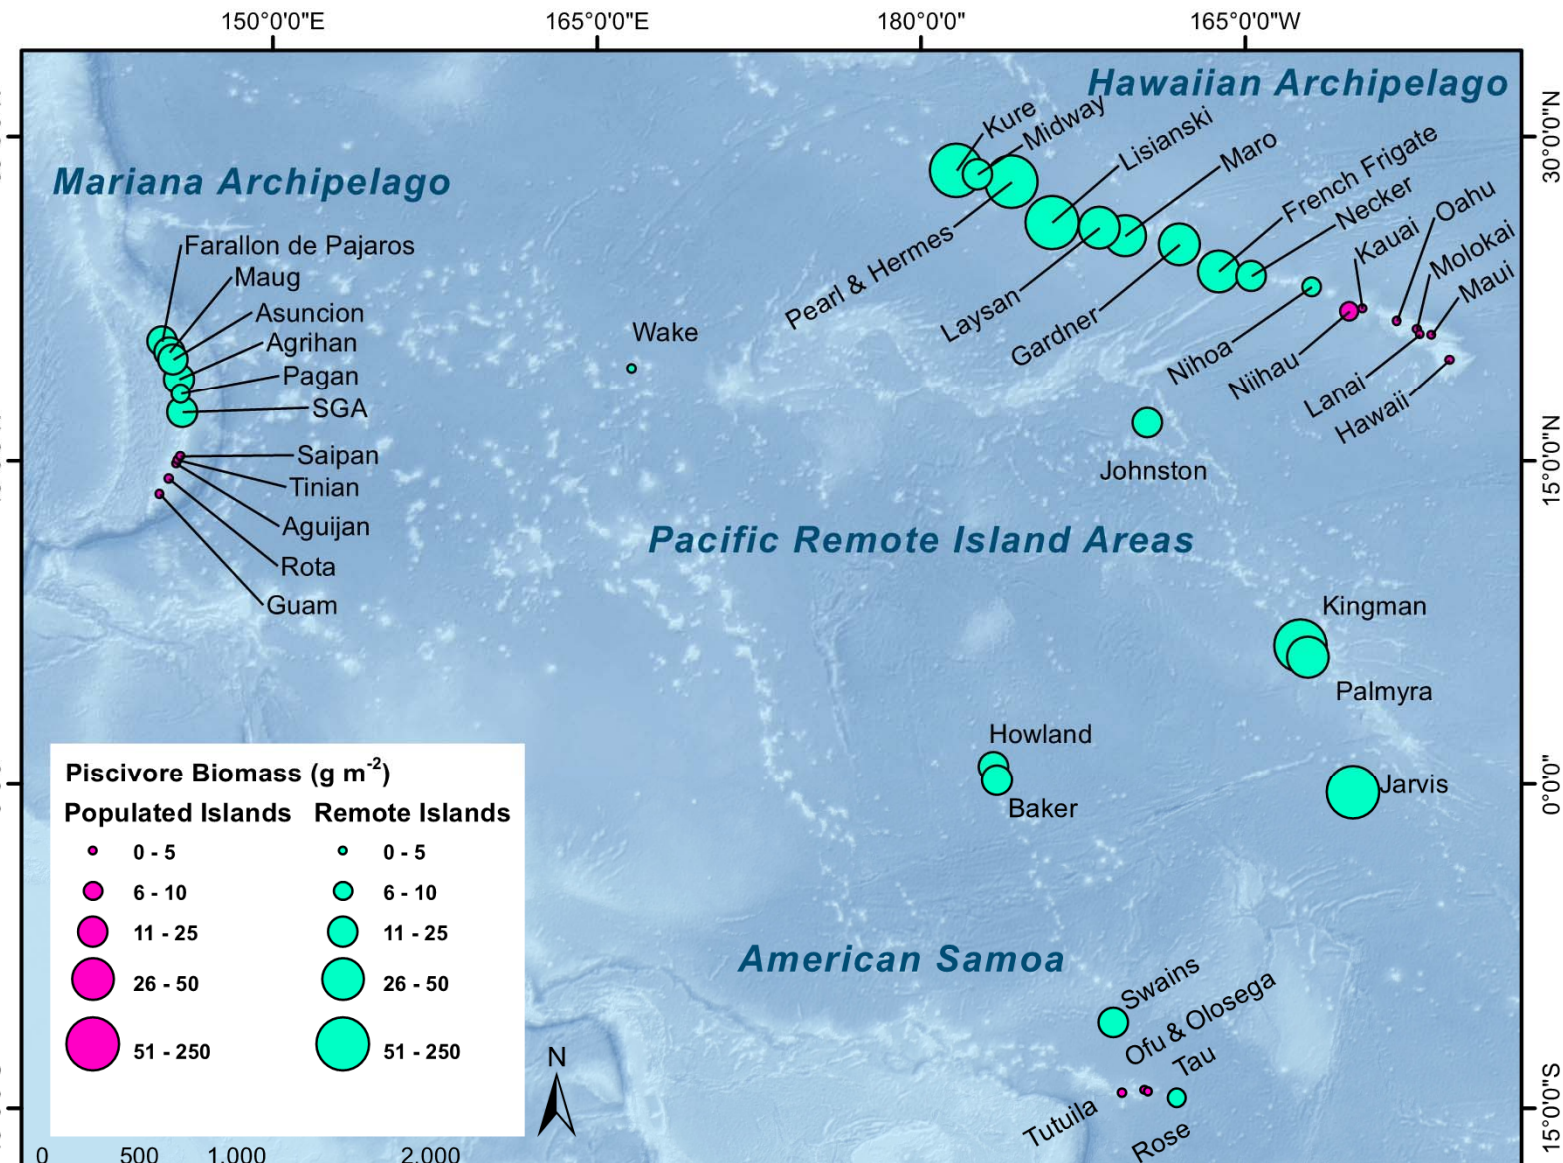 150°0'0"E
165°0'0"E
180°0'0"
165°0'0"W
Hawaiian Archipelago
Mariana Archipelago
30°0'0"N
Kure
Midway
Lisianski
Maro
French Frigate
Necker
Kauai
Oahu
Molokai
Maui
Pearl & Hermes
Laysan
Gardner
Nihoa
Niihau
Lanai
Hawaii
Farallon de Pajaros
Maug
Asuncion
Agrihan
Pagan
SGA
Saipan
Tinian
Aguijan
Rota
Guam
Wake
Johnston
15°0'0"N
Pacific Remote Island Areas
Kingman
Palmyra
Howland
Baker
Jarvis
0°0'0"
American Samoa
Swains
Ofu & Olosega
Tau
Tutuila
Rose
15°0'0"S
Piscivore Biomass (g m-2)
Populated Islands Remote Islands
0 - 5 0 - 5
6 - 10 6 - 10
11 - 25 11 - 25
26 - 50 26 - 50
51 - 250 51 - 250
N
0 500 1,000 2,000